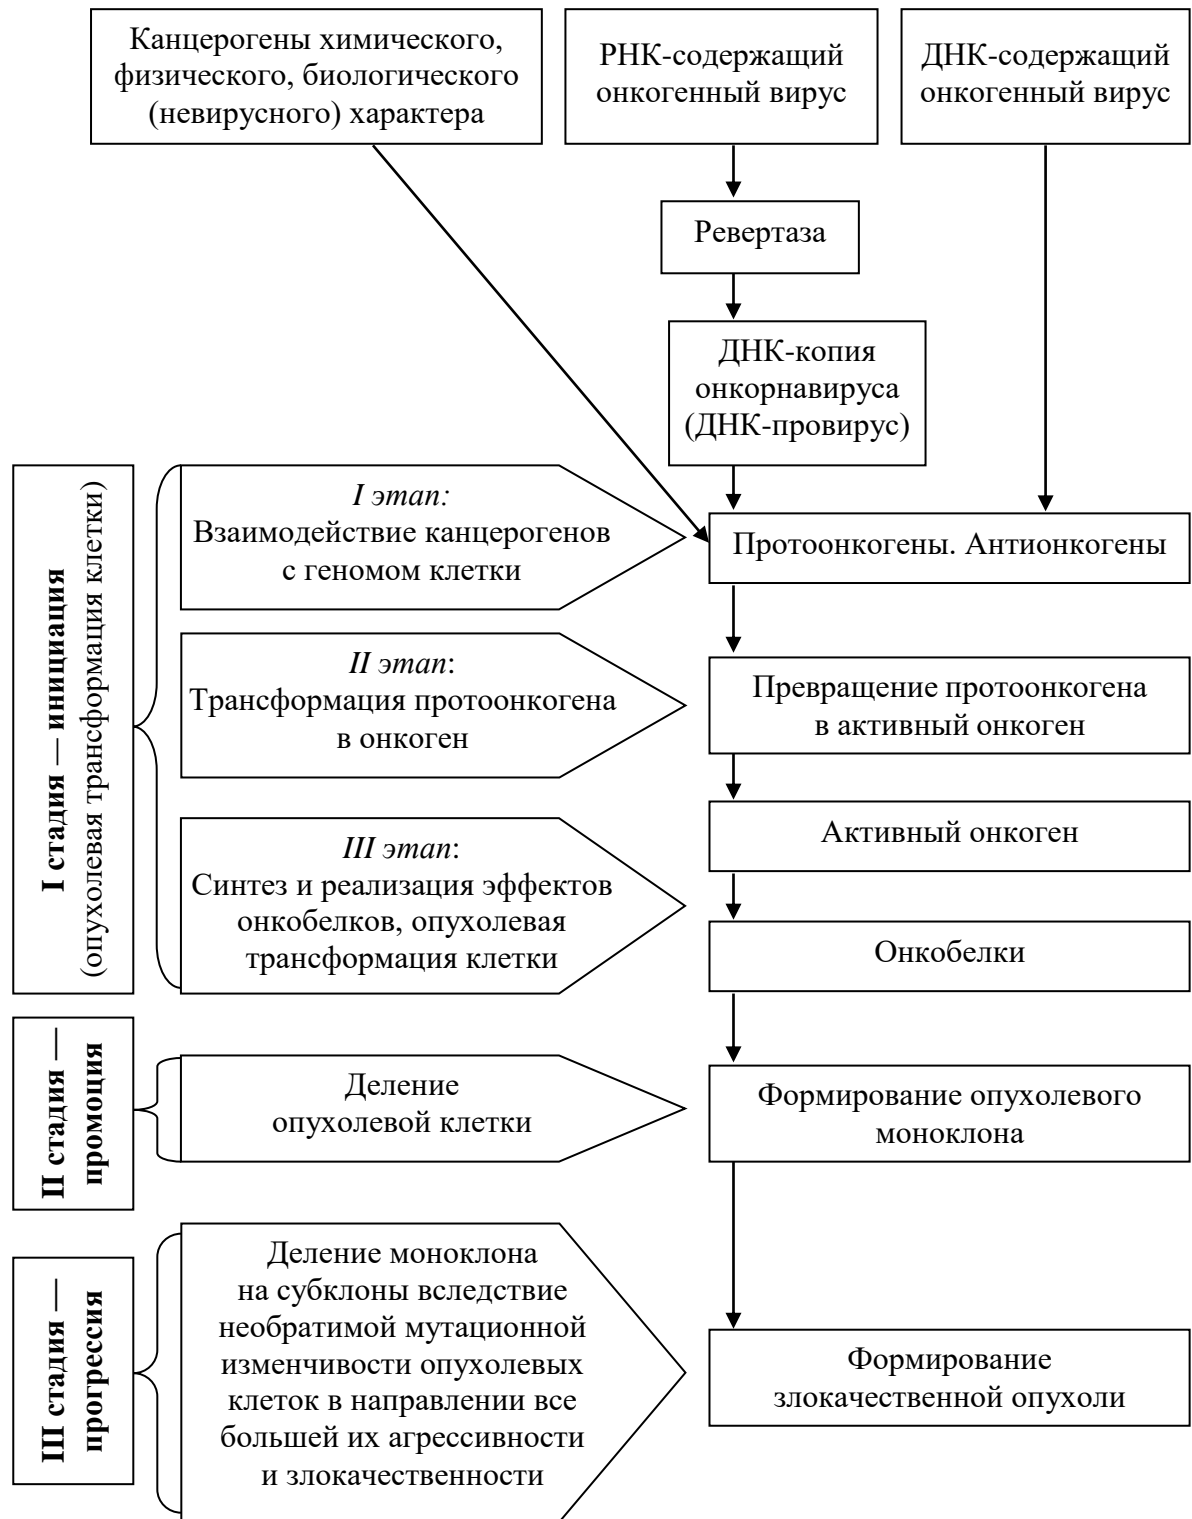 Канцерогены химического,
физического, биологического
(невирусного) характера
РНК-содержащий
онкогенный вирус
ДНК-содержащий
онкогенный вирус
Ревертаза
ДНК-копия
онкорнавируса
(ДНК-провирус)
I стадия — инициация
(опухолевая трансформация клетки)
I этап:
Взаимодействие канцерогенов
с геномом клетки
Протоонкогены. Антионкогены
II этап:
Трансформация протоонкогена
в онкоген
Превращение протоонкогена
в активный онкоген
Активный онкоген
III этап:
Синтез и реализация эффектов
онкобелков, опухолевая
трансформация клетки
Онкобелки
II стадия —
промоция
Деление
опухолевой клетки
Формирование опухолевого
моноклона
III стадия —
прогрессия
Деление моноклона
на субклоны вследствие
необратимой мутационной
изменчивости опухолевых
клеток в направлении все
большей их агрессивности
и злокачественности
Формирование
злокачественной опухоли